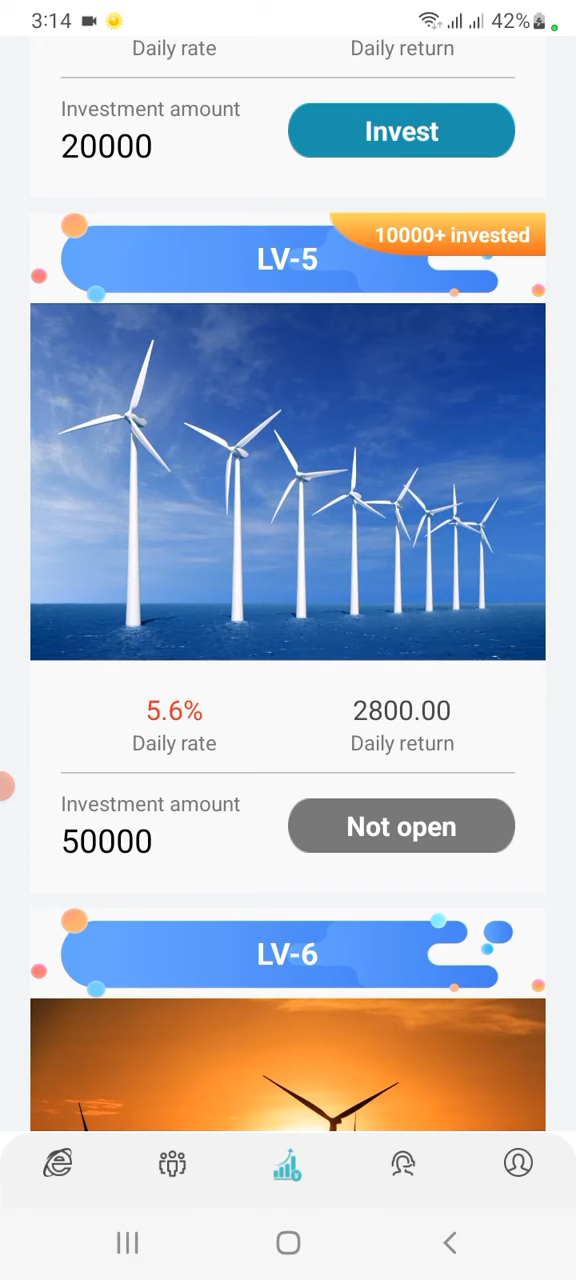 3:14
42%
Daily rate
Daily return
Investment amount
20000
Invest
10000+ invested
LV-5
5.6%
2800.00
Daily rate
Daily return
Investment amount
50000
Not open
LV-6